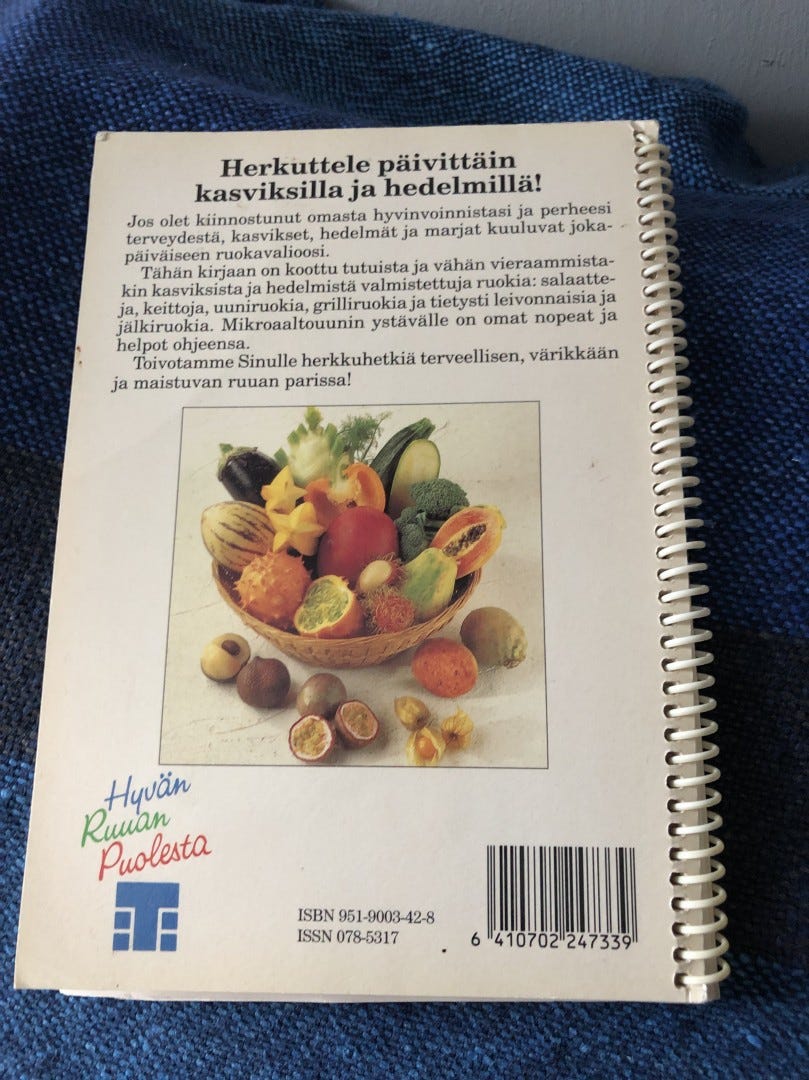 Herkuttele päivittäin
kasviksilla ja hedelmillä!
Jos olet kiinnostunut omasta hyvinvoinnistasi ja perheesi
terveydestä, kasvikset, hedelmät ja marjat kuuluvat joka-
päiväiseen ruokavalioosi.
Tähän kirjaan on koottu tutuista ja vähän vieraammista-
kin kasviksista ja hedelmistä valmistettuja ruokia: salaatte-
ja, keittoja, uuniruokia, grilliruokia ja tietysti leivonnaisia ja
jälkiruokia. Mikroaaltouunin ystävälle on omat nopeat ja
helpot ohjeensa.
Toivotamme Sinulle herkkuhetkiä terveellisen, värikkään
ja maistuvan ruuan parissa!
Hyvän
Ruuan
Puolesta
T
ISBN 951-9003-42-8
ISSN 078-5317
6 410702 247339